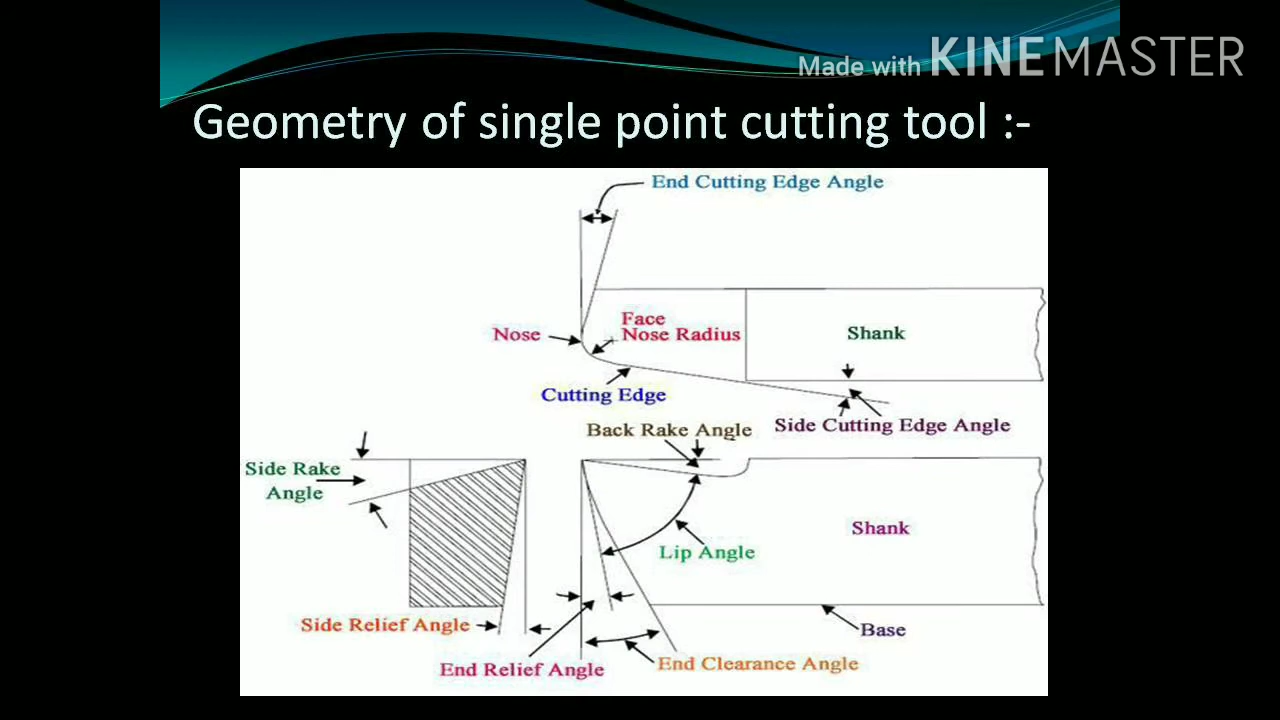 Made with KINEMASTER
Geometry of single point cutting tool :-
End Cutting Edge Angle
Face
Nose
Nose Radius
Shank
Cutting Edge
Side Cutting Edge Angle
Back Rake Angle
Side Rake
Angle
Shank
Lip Angle
Side Relief Angle
Base
End Relief Angle
End Clearance Angle